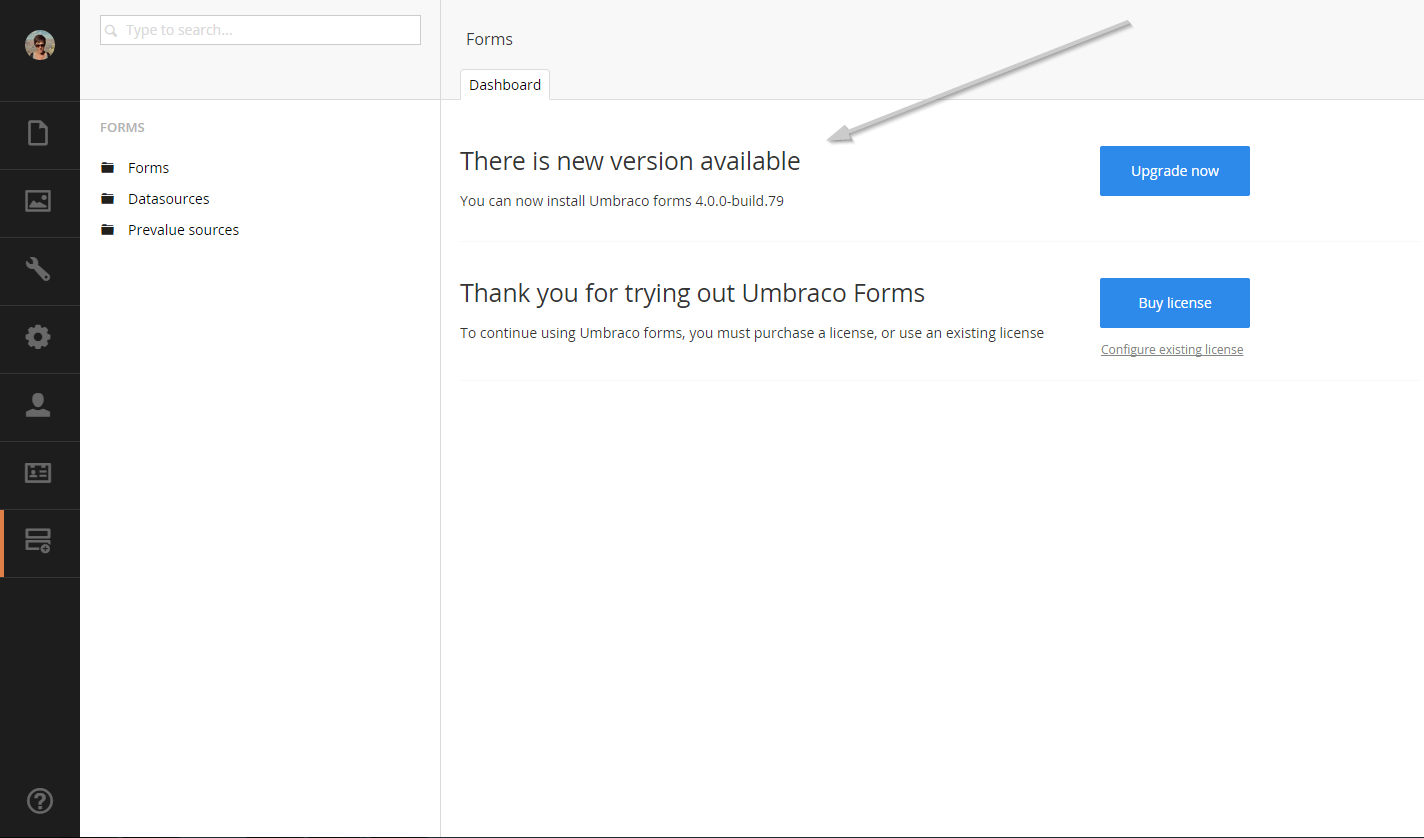 Type to search...
FORMS
Forms
Datasources
Prevalue sources
Forms
Dashboard
There is new version available
You can now install Umbraco forms 4.0.0-build.79
Upgrade now
Thank you for trying out Umbraco Forms
To continue using Umbraco forms, you must purchase a license, or use an existing license
Buy license
Configure existing license